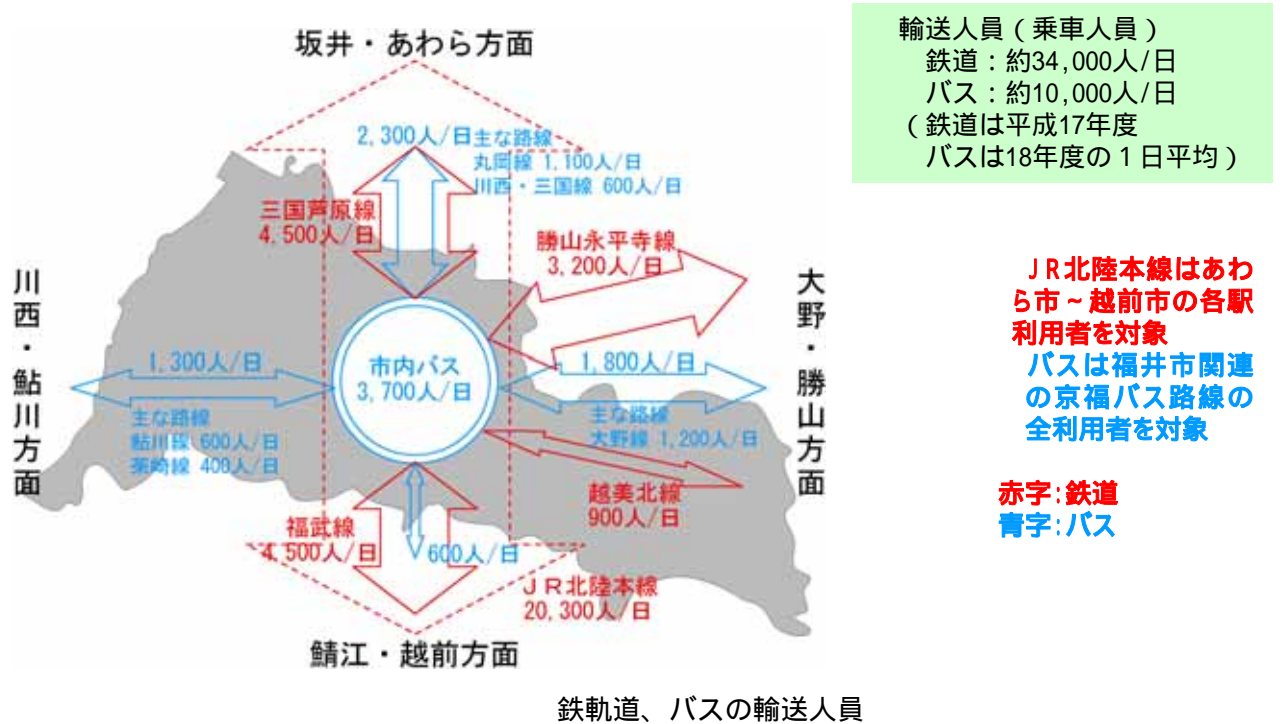 坂井・あわら方面
輸送人員(乗車人員)
鉄道:約34,000人/日
バス:約10,000人/日
(鉄道は平成17年度
バスは18年度の1日平均)
2,300人/日
主な路線
丸岡線 1,100人/日
川西・三国線 600人/日
三国芦原線
4,500人/日
勝山永平寺線
3,200人/日
川西・鮎川方面
大野・勝山方面
JR北陸本線はあわ
ら市~越前市の各駅
利用者を対象
バスは福井市関連
の京福バス路線の
全利用者を対象
赤字:鉄道
青字:バス
1,300人/日
主な路線
鮎川線 600人/日
茱崎線 400人/日
市内バス
3,700人/日
1,800人/日
主な路線
大野線 1,200人/日
越美北線
900人/日
福武線
4,500人/日
600人/日
JR北陸本線
20,300人/日
鯖江・越前方面
鉄軌道、バスの輸送人員